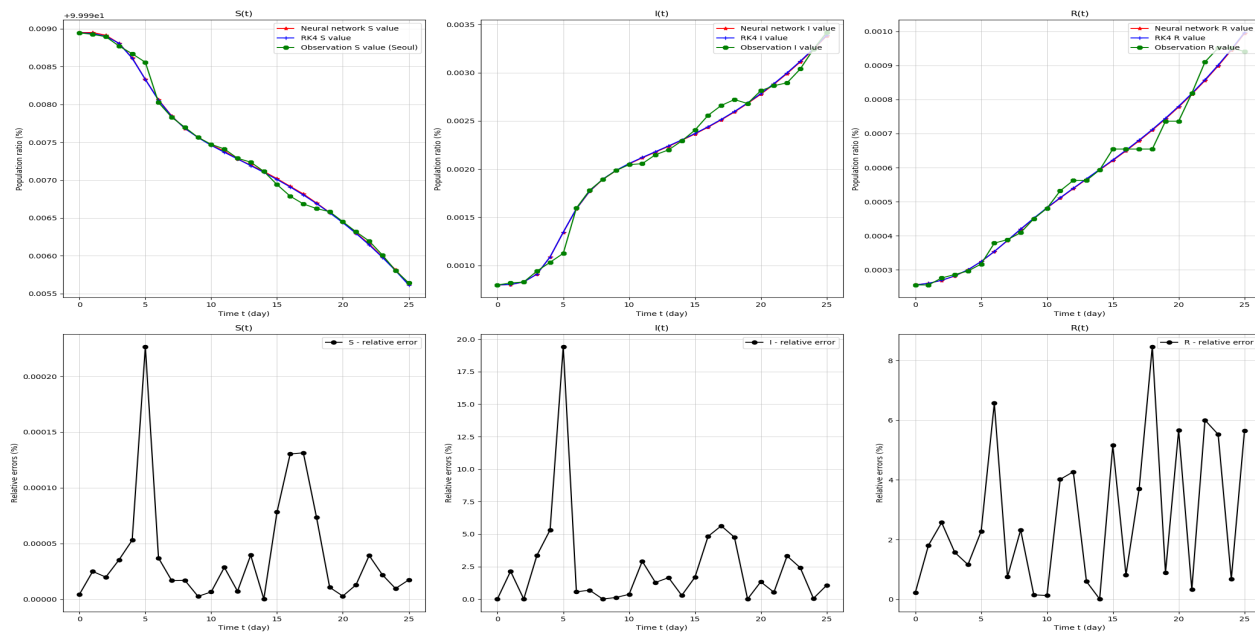 S(t)
+9.999e1
Neural network S value
RK4 S value
Observation S value (Seoul)
Population ratio (%)
0.0090
0.0085
0.0080
0.0075
0.0070
0.0065
0.0060
0.0055
0 5 10 15 20 25
Time t (day)
I(t)
Neural network I value
RK4 I value
Observation I value
Population ratio (%)
0.0035
0.0030
0.0025
0.0020
0.0015
0.0010
0 5 10 15 20 25
Time t (day)
R(t)
Neural network R value
RK4 R value
Observation R value
Population ratio (%)
0.0010
0.0009
0.0008
0.0007
0.0006
0.0005
0.0004
0.0003
0 5 10 15 20 25
Time t (day)
S(t)
S - relative error
Relative errors (%)
0.00020
0.00015
0.00010
0.00005
0.00000
0 5 10 15 20 25
Time t (day)
I(t)
I - relative error
Relative errors (%)
20.0
17.5
15.0
12.5
10.0
7.5
5.0
2.5
0.0
0 5 10 15 20 25
Time t (day)
R(t)
R - relative error
Relative errors (%)
8
6
4
2
0
0 5 10 15 20 25
Time t (day)